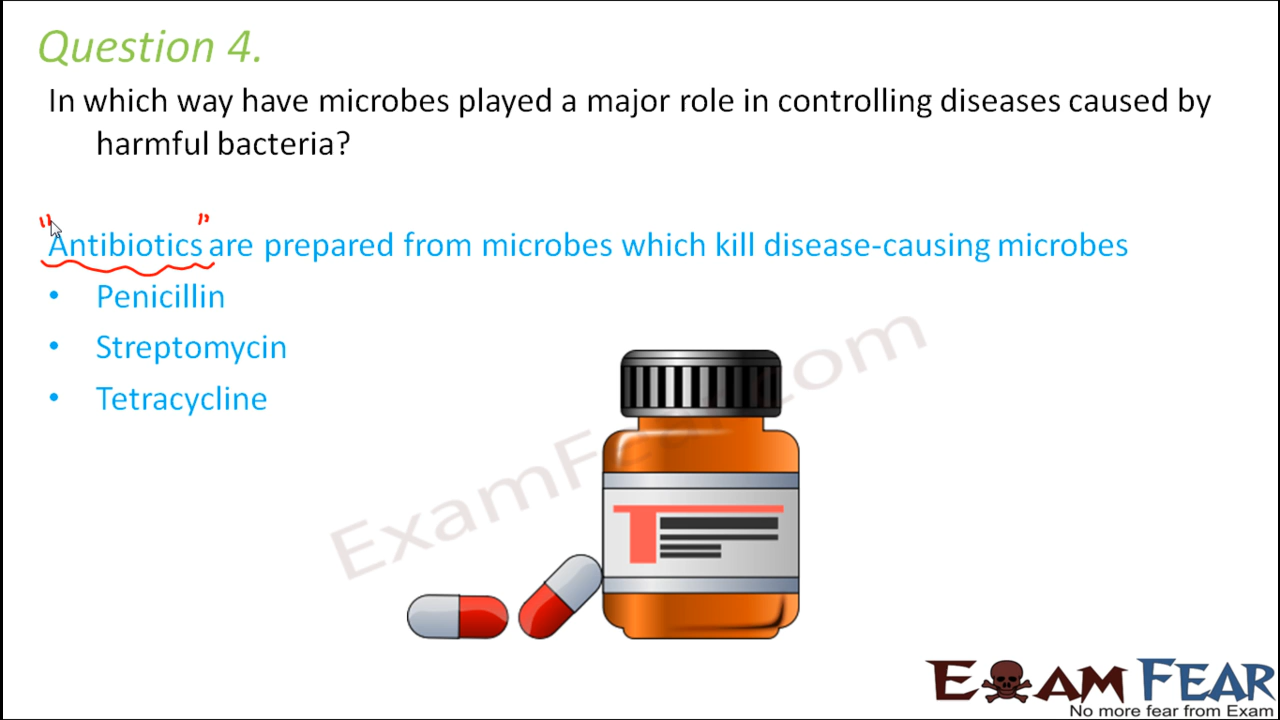 Question 4.
In which way have microbes played a major role in controlling diseases caused by
harmful bacteria?
"Antibiotics" are prepared from microbes which kill disease-causing microbes
• Penicillin
• Streptomycin
• Tetracycline
ExamFear.com
EXAM FEAR
No more fear from Exam